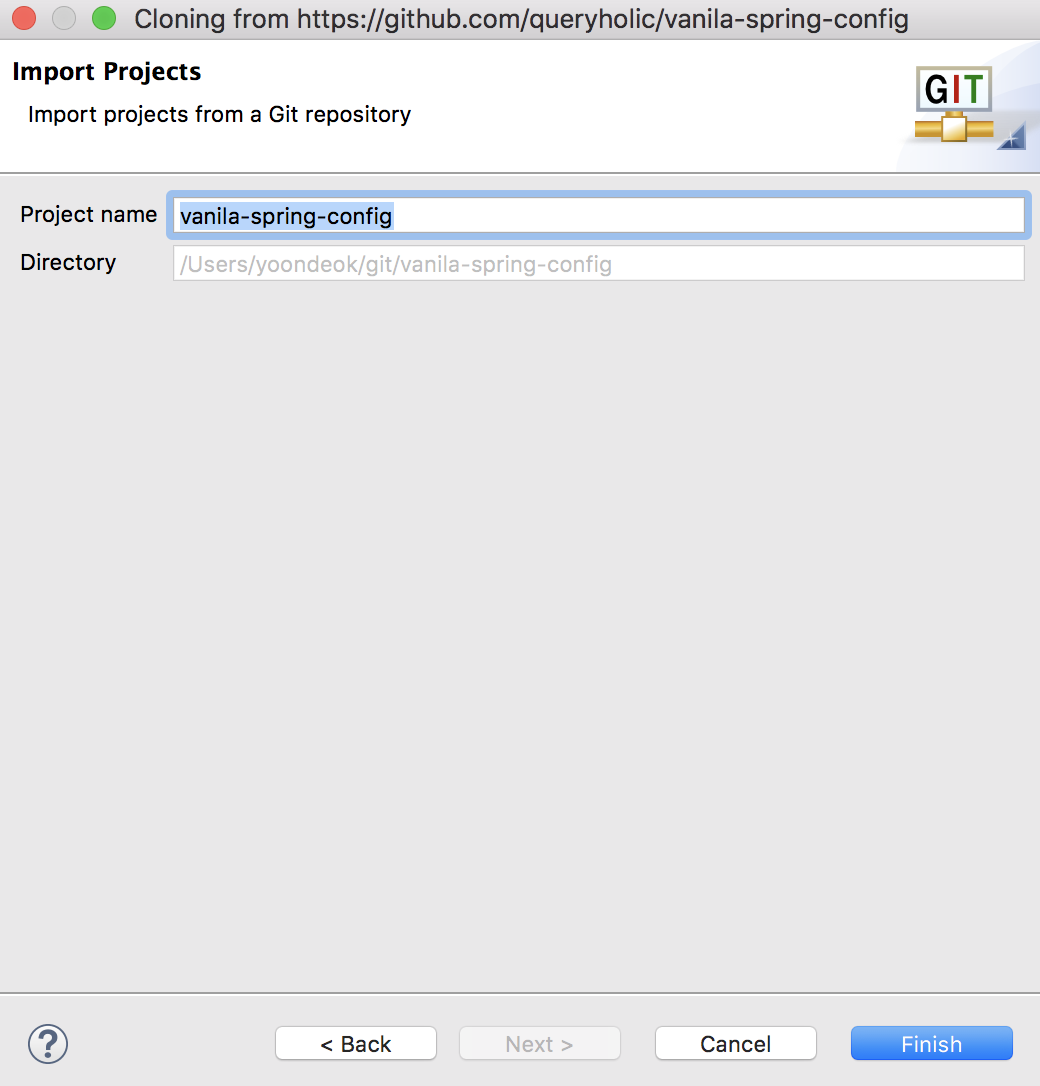 Cloning from https://github.com/queryholic/vanila-spring-config
Import Projects
Import projects from a Git repository
GIT
Project name vanila-spring-config
Directory /Users/yoondeok/git/vanila-spring-config
? < Back Next > Cancel Finish